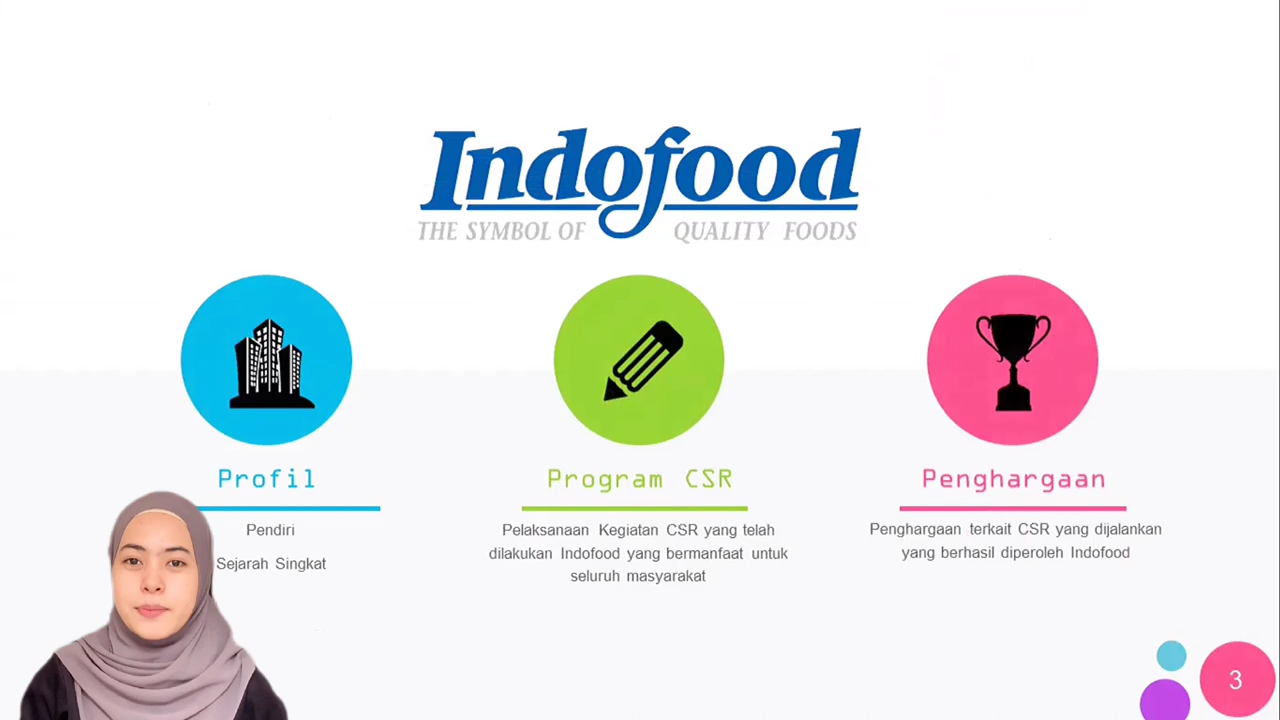 Indofood
THE SYMBOL OF QUALITY FOODS
Profil
Pendiri
Sejarah Singkat
Program CSR
Pelaksanaan Kegiatan CSR yang telah
dilakukan Indofood yang bermanfaat untuk
seluruh masyarakat
Penghargaan
Penghargaan terkait CSR yang dijalankan
yang berhasil diperoleh Indofood
3